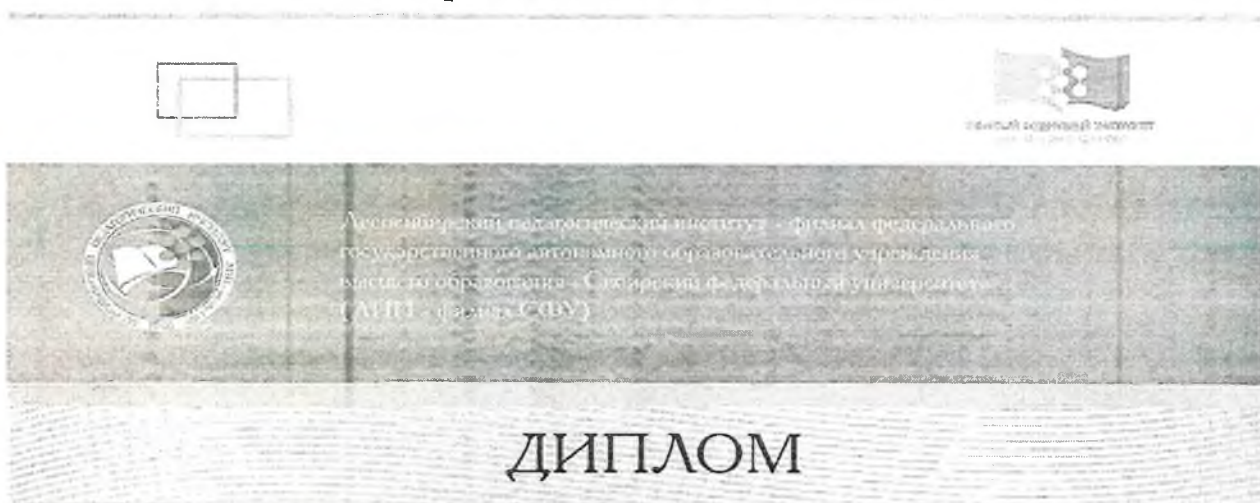 Лесосибирский педагогический институт - филиал федерального
государственного автономного образовательного учреждения
высшего образования - Сибирский федеральный университет
(ЛПИ - филиал СФУ)
ДИПЛОМ